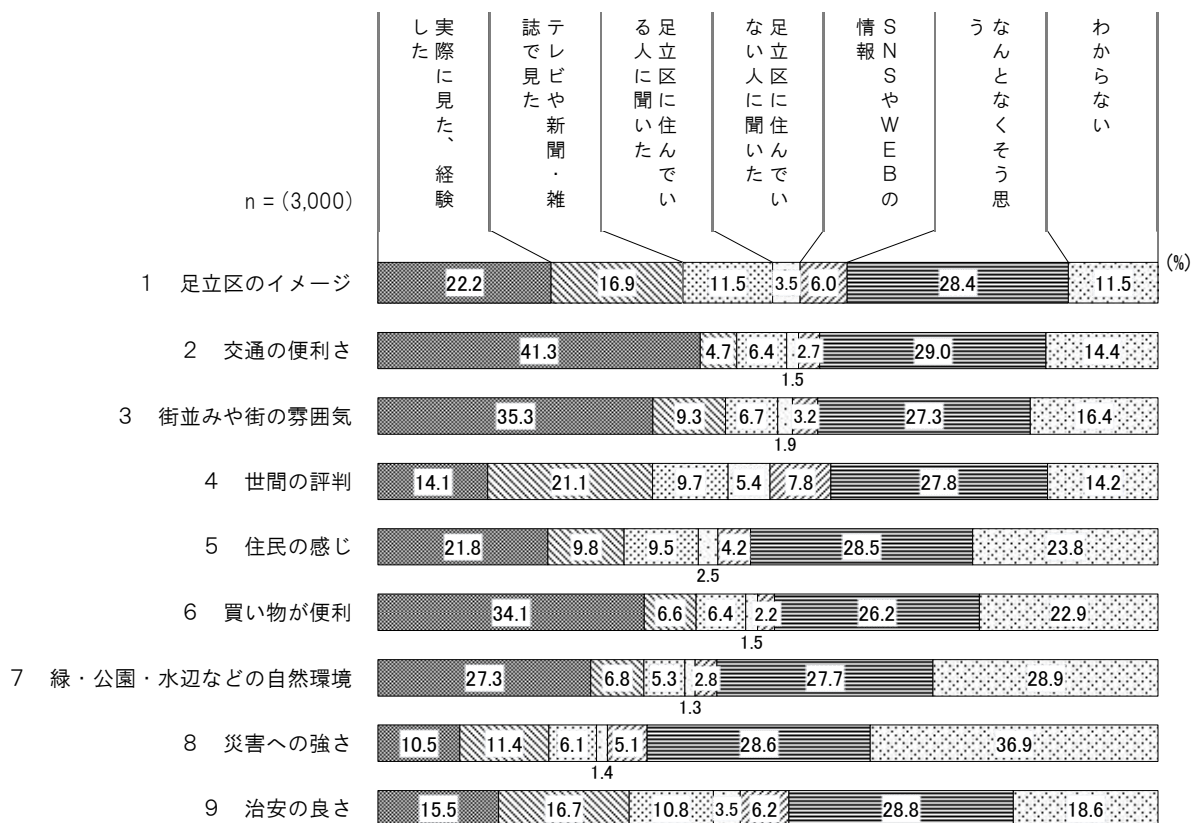 実際に見た、経験
した
テレビや新聞・雑
誌で見た
足立区に住んでい
る人に聞いた
足立区に住んでい
ない人に聞いた
SNSやWEBの
情報
なんとなくそう思
う
わからない
n = (3,000)
(%)
1 足立区のイメージ 22.2 16.9 11.5 3.5 6.0 28.4 11.5
2 交通の便利さ 41.3 4.7 6.4 2.7 29.0 14.4
1.5
3 街並みや街の雰囲気 35.3 9.3 6.7 3.2 27.3 16.4
1.9
4 世間の評判 14.1 21.1 9.7 5.4 7.8 27.8 14.2
5 住民の感じ 21.8 9.8 9.5 4.2 28.5 23.8
2.5
6 買い物が便利 34.1 6.6 6.4 2.2 26.2 22.9
1.5
7 緑・公園・水辺などの自然環境 27.3 6.8 5.3 2.8 27.7 28.9
1.3
8 災害への強さ 10.5 11.4 6.1 5.1 28.6 36.9
1.4
9 治安の良さ 15.5 16.7 10.8 3.5 6.2 28.8 18.6